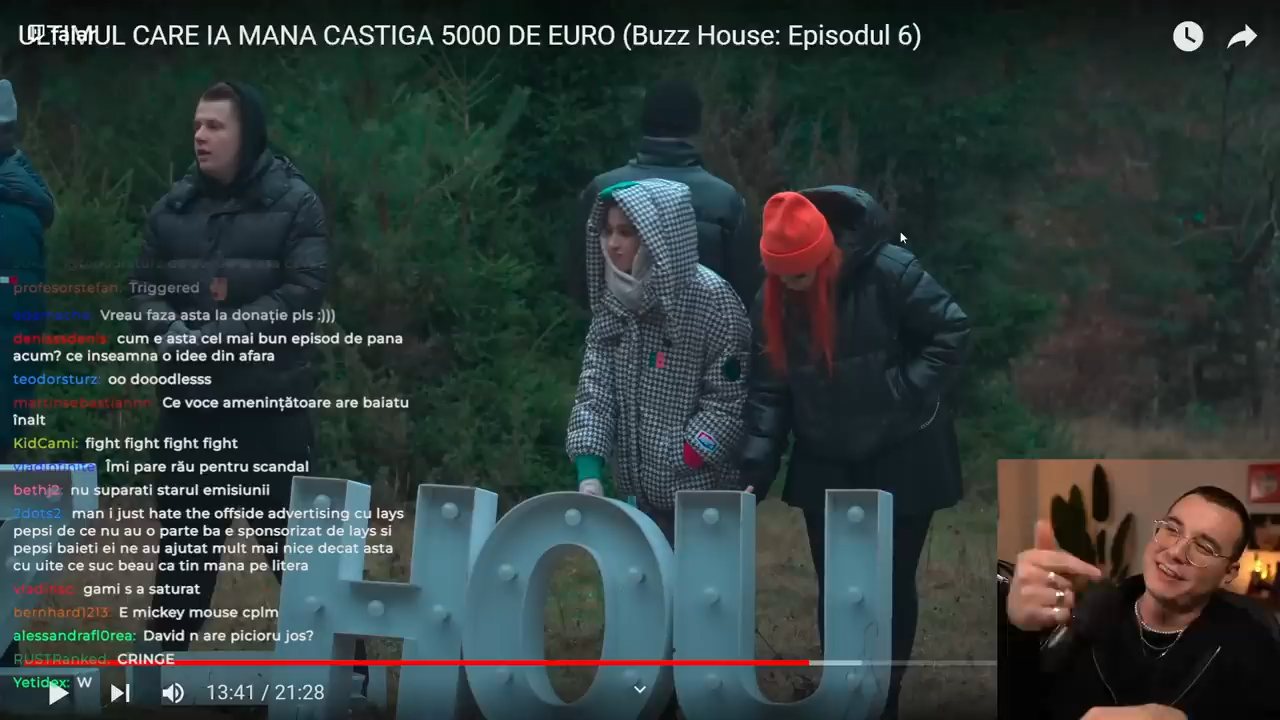 ULTIMUL CARE IA MANA CASTIGA 5000 DE EURO (Buzz House: Episodul 6)
profesorstefan: Triggered
Vreau faza asta la donație pls :)))
denisssdenis: cum e asta cel mai bun episod de pana
acum? ce inseamna o idee din afara
teodorsturz: oo dooodlesss
martinsebastiannn: Ce voce amenințătoare are baiatu
înalt
KidCami: fight fight fight fight
vladinfinite: Îmi pare rău pentru scandal
bethj2: nu suparati starul emisiunii
2dots2: man i just hate the offside advertising cu lays
pepsi de ce nu au o parte ba e sponsorizat de lays si
pepsi baieti ei ne au ajutat mult mai nice decat asta
cu uite ce suc beau ca tin mana pe litera
gami s a saturat
bernhard1213: E mickey mouse cplm
alessandrafl0rea: David n are picioru jos?
RUSTRanked: CRINGE
Yetidex: W
HOU
13:41 / 21:28